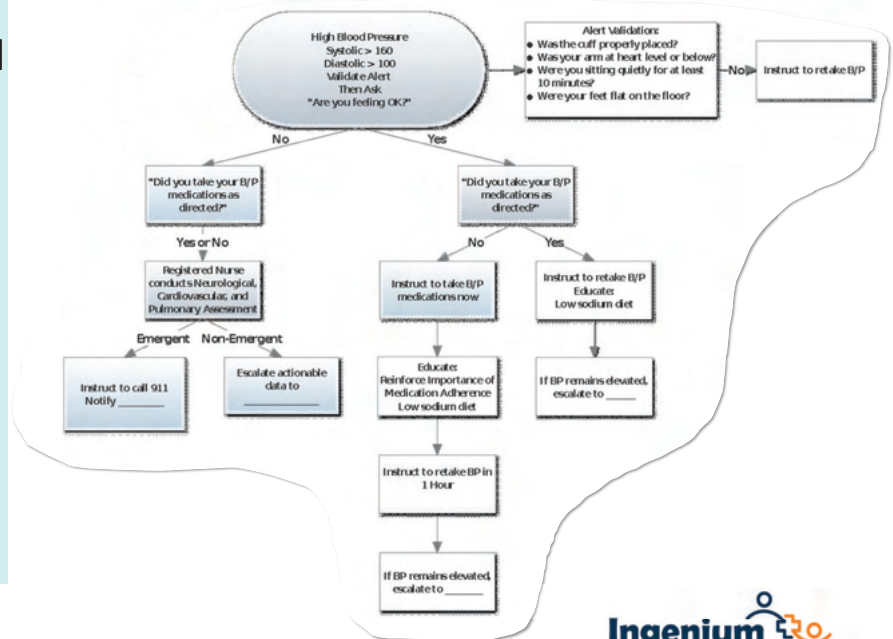 High Blood Pressure
Systolic > 160
Diastolic > 100
Validate Alert
Then Ask
"Are you feeling OK?"
Alert Validation:
● Was the cuff properly placed?
● Was your arm at heart level or below?
● Were you sitting quietly for at least
10 minutes?
● Were your feet flat on the floor?
No
Instruct to retake B/P
No
Yes
"Did you take your B/P
medications as
directed?"
"Did you take your B/P
medications as
directed?"
Yes or No
No
Yes
Registered Nurse
conducts Neurological,
Cardiovascular, and
Pulmonary Assessment
Instruct to take B/P
medications now
Instruct to retake B/P
Educate:
Low sodium diet
Emergent
Non-Emergent
Instruct to call 911
Notify ________
Escalate actionable
data to
_____________
Educate:
Reinforce Importance of
Medication Adherence
Low sodium diet
If BP remains elevated,
escalate to _____
Instruct to retake BP in
1 Hour
If BP remains elevated,
escalate to ______
Ingenium